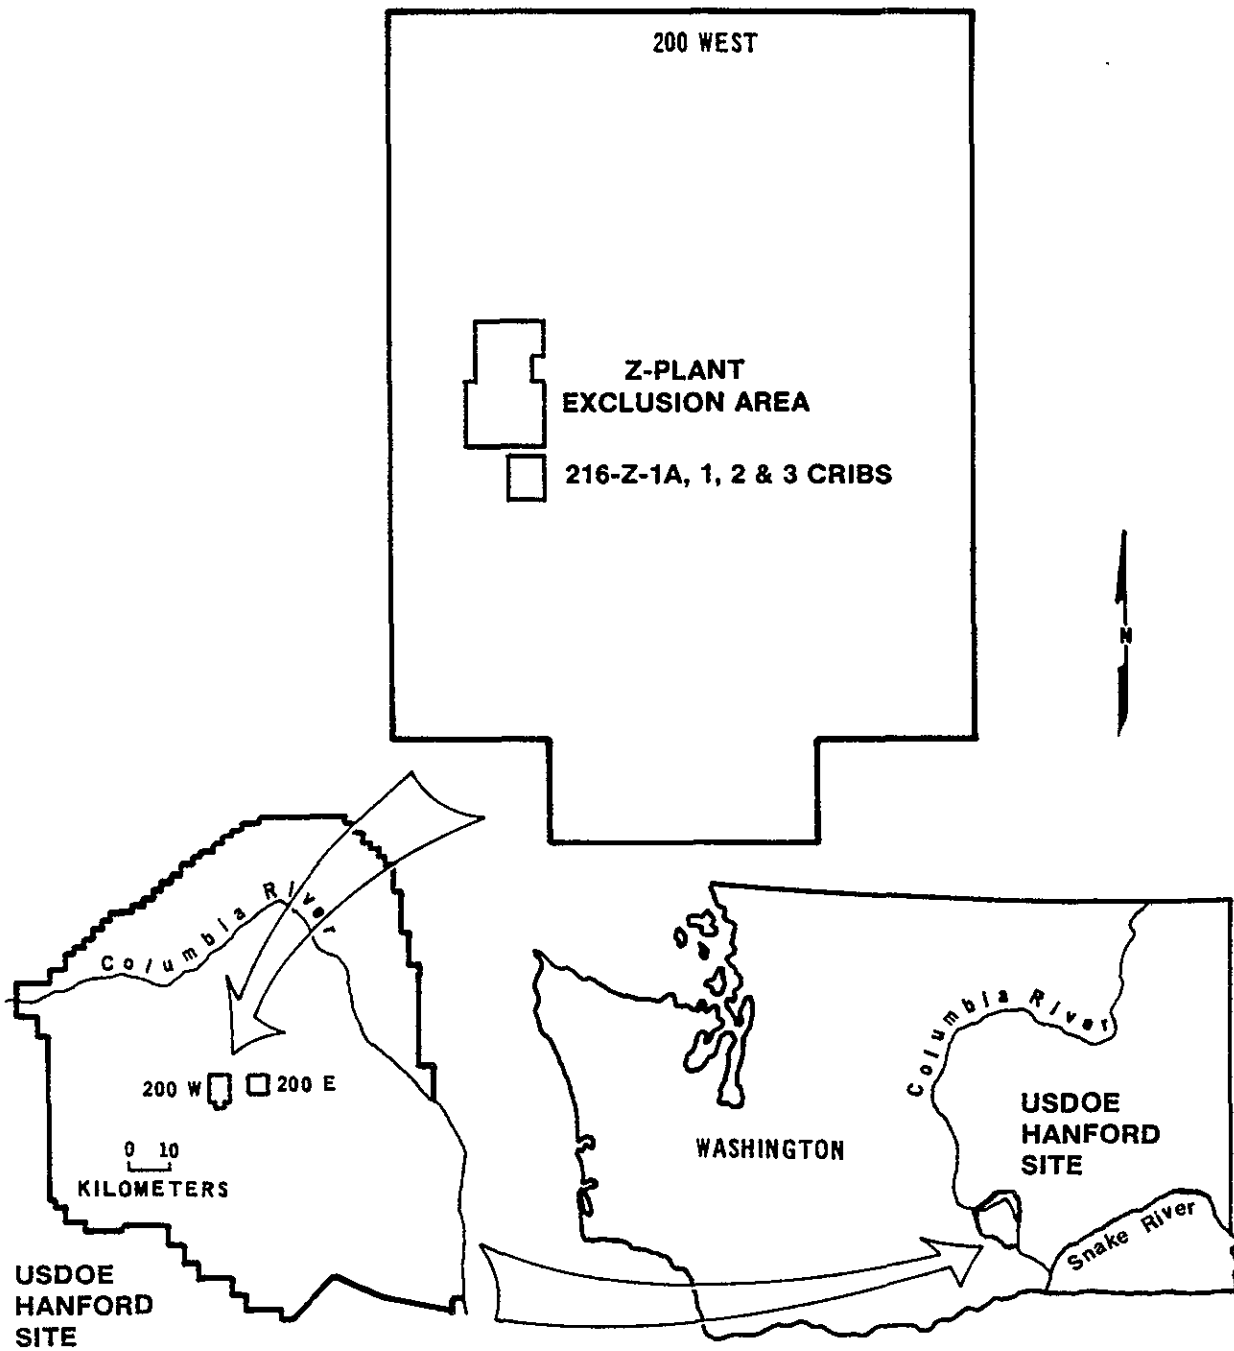 200 WEST
Z-PLANT
EXCLUSION AREA
216-Z-1A, 1, 2 & 3 CRIBS
N
Columbia River
200 W
200 E
0 10
KILOMETERS
USDOE
HANFORD
SITE
Columbia River
WASHINGTON
USDOE
HANFORD
SITE
Snake River